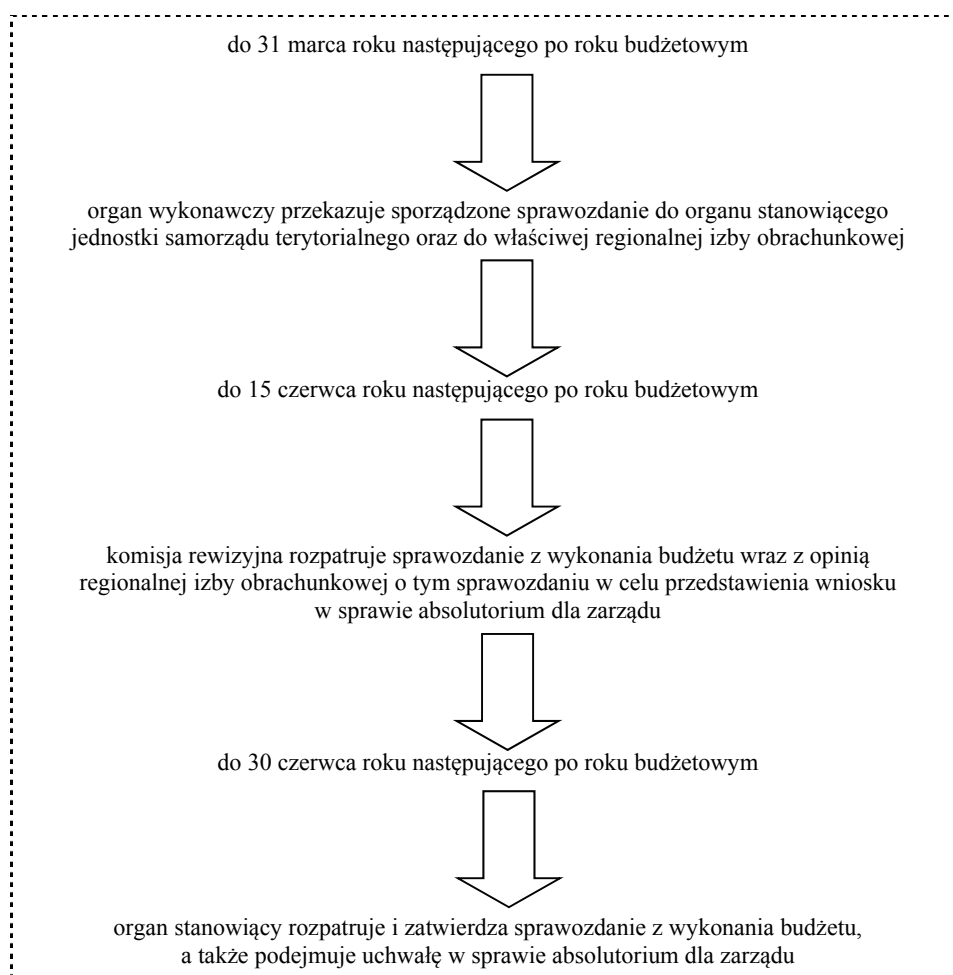 do 31 marca roku następującego po roku budżetowym
organ wykonawczy przekazuje sporządzone sprawozdanie do organu stanowiącego
jednostki samorządu terytorialnego oraz do właściwej regionalnej izby obrachunkowej
do 15 czerwca roku następującego po roku budżetowym
komisja rewizyjna rozpatruje sprawozdanie z wykonania budżetu wraz z opinią
regionalnej izby obrachunkowej o tym sprawozdaniu w celu przedstawienia wniosku
w sprawie absolutorium dla zarządu
do 30 czerwca roku następującego po roku budżetowym
organ stanowiący rozpatruje i zatwierdza sprawozdanie z wykonania budżetu,
a także podejmuje uchwałę w sprawie absolutorium dla zarządu